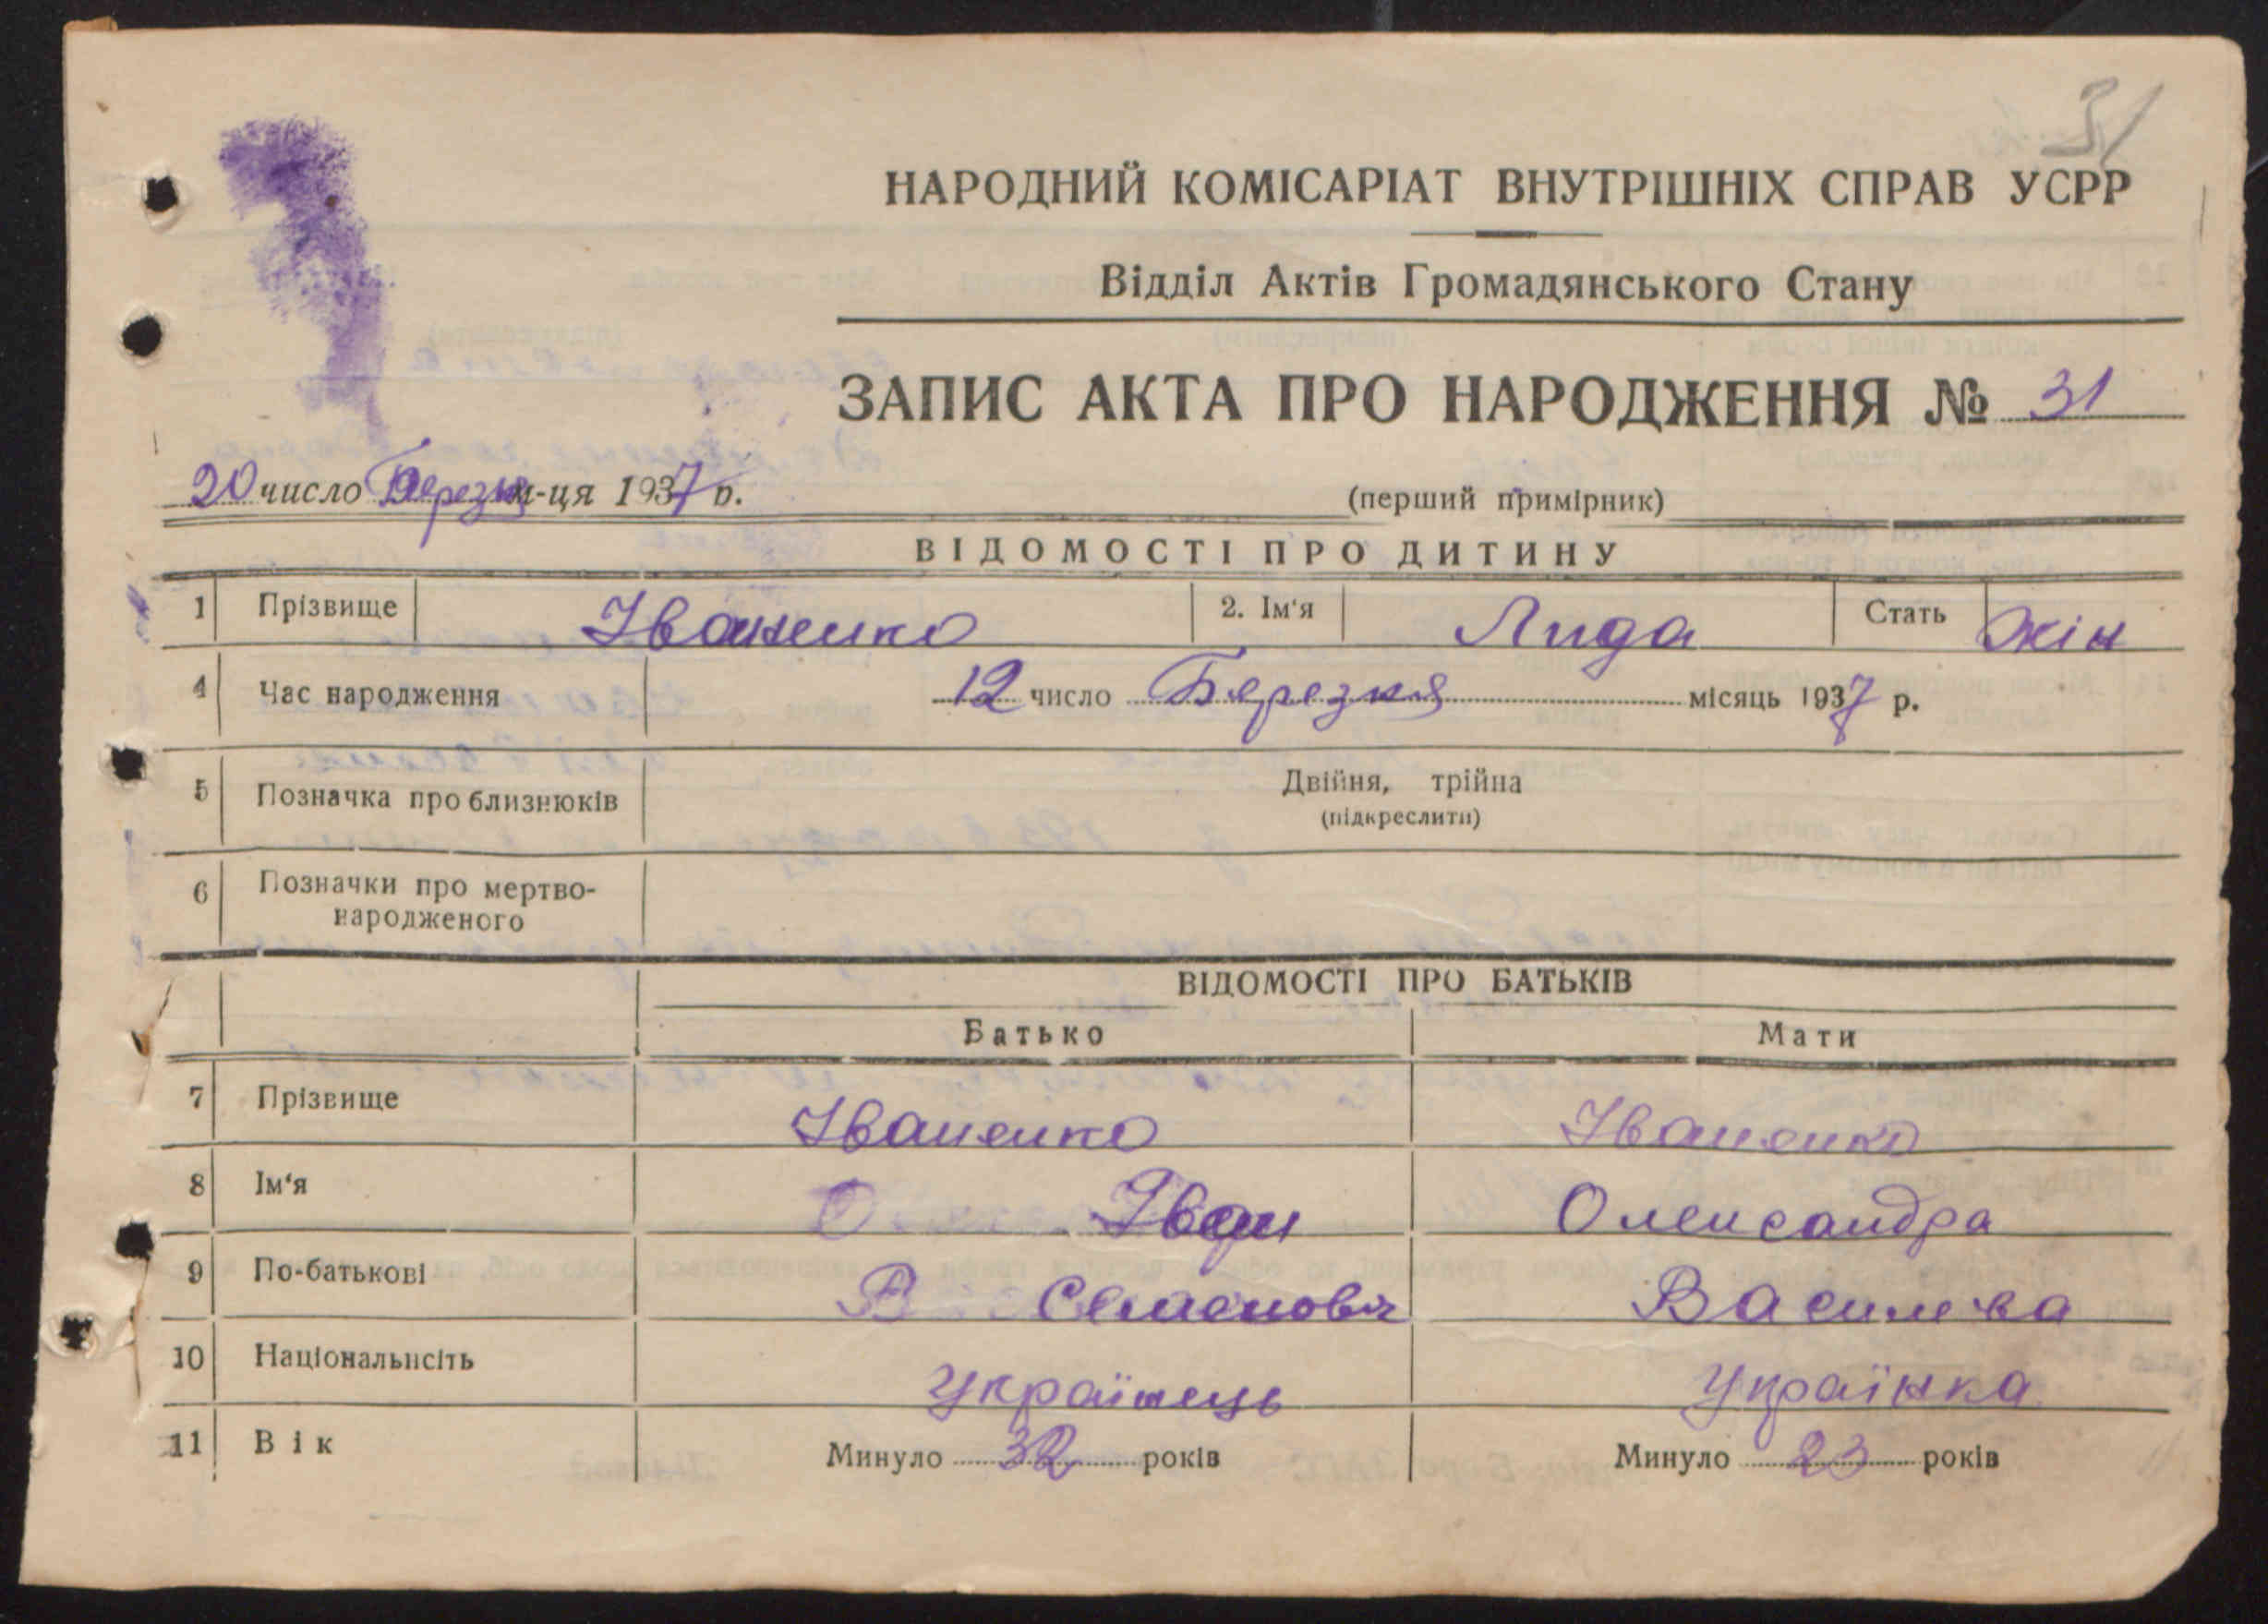 31
НАРОДНИЙ КОМІСАРІАТ ВНУТРІШНІХ СПРАВ УСРР
Відділ Актів Громадянського Стану
ЗАПИС АКТА ПРО НАРОДЖЕННЯ № 31
20 число Березня м-ця 1937 р.
(перший примірник)
ВІДОМОСТІ ПРО ДИТИНУ
1 Прізвище Іваненко 2. Ім'я Лида Стать жін
4 Час народження 12 число Березня місяць 1937 р.
5 Позначка про близнюків Двійня, трійна
(підкреслити)
6 Позначки про мертво-
народженого
ВІДОМОСТІ ПРО БАТЬКІВ
Батько Мати
7 Прізвище Іваненко Іваненко
8 Ім'я Іван Олександра
9 По-батькові Семенович Василівна
10 Національнсіть Українець Українка
11 Вік Минуло 32 років Минуло 23 років